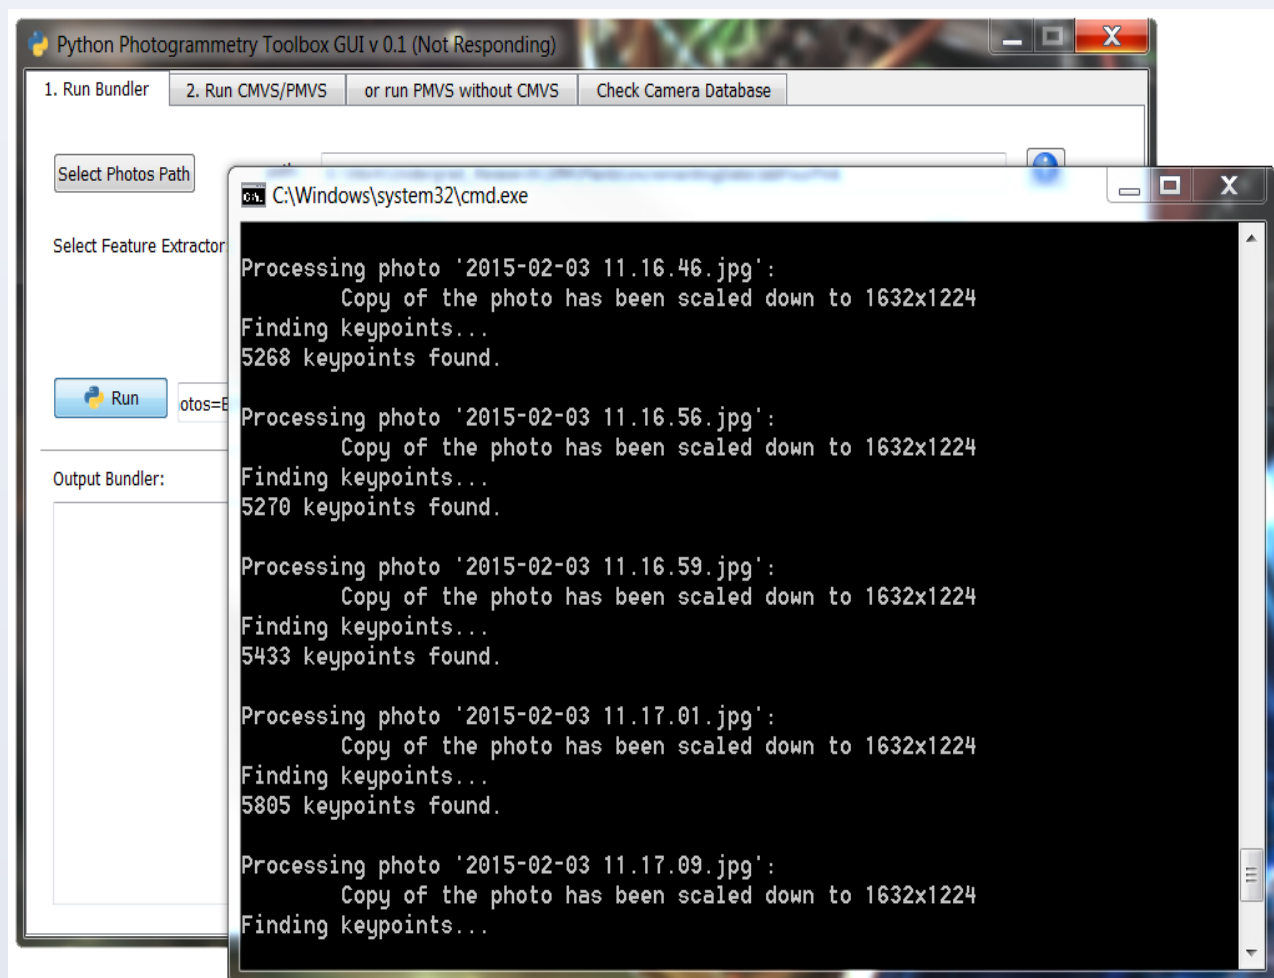 Python Photogrammetry Toolbox GUI v 0.1 (Not Responding)
1. Run Bundler
2. Run CMVS/PMVS
or run PMVS without CMVS
Check Camera Database
Select Photos Path
Select Feature Extractor:
Run
otos=E
Output Bundler:
C:\Windows\system32\cmd.exe
Processing photo '2015-02-03 11.16.46.jpg':
Copy of the photo has been scaled down to 1632x1224
Finding keypoints...
5268 keypoints found.
Processing photo '2015-02-03 11.16.56.jpg':
Copy of the photo has been scaled down to 1632x1224
Finding keypoints...
5270 keypoints found.
Processing photo '2015-02-03 11.16.59.jpg':
Copy of the photo has been scaled down to 1632x1224
Finding keypoints...
5433 keypoints found.
Processing photo '2015-02-03 11.17.01.jpg':
Copy of the photo has been scaled down to 1632x1224
Finding keypoints...
5805 keypoints found.
Processing photo '2015-02-03 11.17.09.jpg':
Copy of the photo has been scaled down to 1632x1224
Finding keypoints...